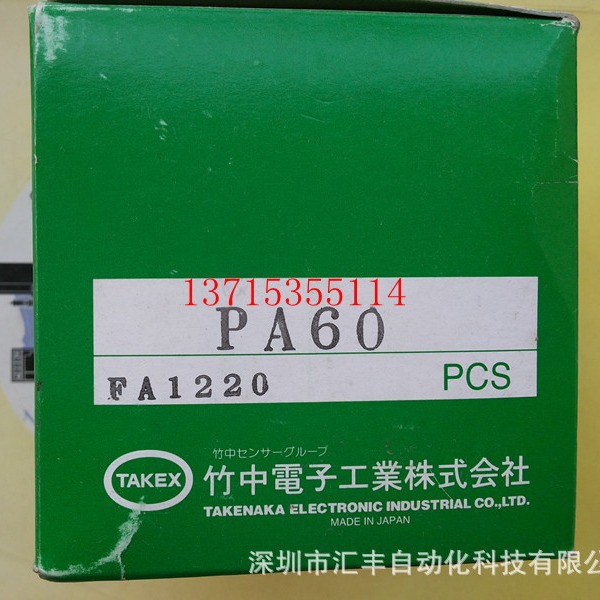 13715355114
PA60
FA1220
PCS
竹中センサーグループ
TAKEX
竹中電子工業株式会社
TAKENAKA ELECTRONIC INDUSTRIAL CO.,LTD.
MADE IN JAPAN
深圳市汇丰自动化科技有限公